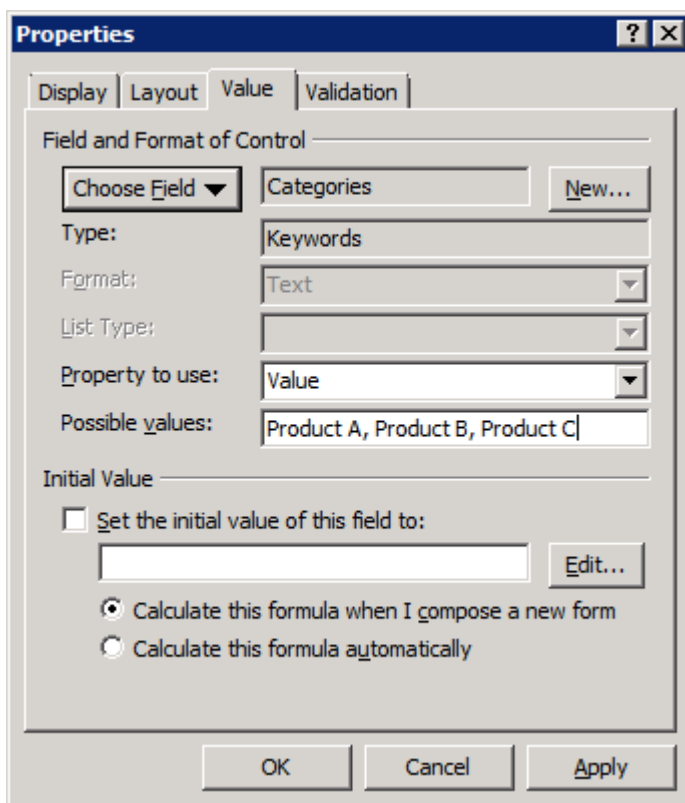 Properties
Display Layout Value Validation
Field and Format of Control
Choose Field Categories New...
Type: Keywords
Format: Text
List Type:
Property to use: Value
Possible values: Product A, Product B, Product C
Initial Value
Set the initial value of this field to:
Edit...
Calculate this formula when I compose a new form
Calculate this formula automatically
OK Cancel Apply